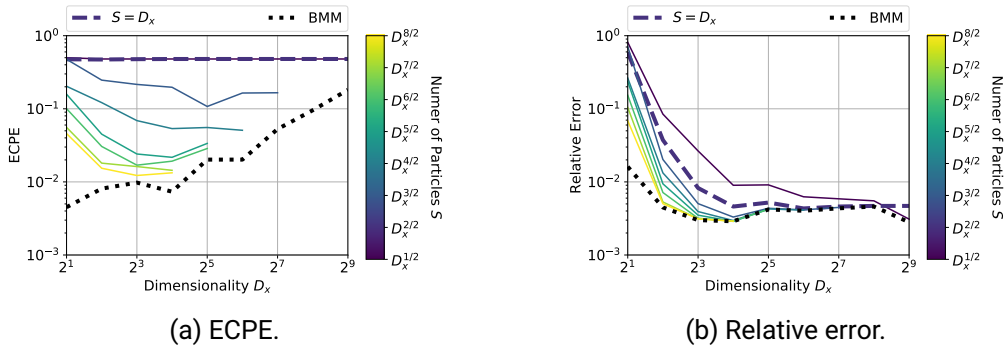 S = D_x BMM
10^0
10^{-1}
10^{-2}
10^{-3}
ECPE
2^1 2^3 2^5 2^7 2^9
Dimensionality D_x
D_x^{8/2}
D_x^{7/2}
D_x^{6/2}
D_x^{5/2}
D_x^{4/2}
D_x^{3/2}
D_x^{2/2}
D_x^{1/2}
Numer of Particles S
(a) ECPE.
S = D_x BMM
10^0
10^{-1}
10^{-2}
10^{-3}
Relative Error
2^1 2^3 2^5 2^7 2^9
Dimensionality D_x
D_x^{8/2}
D_x^{7/2}
D_x^{6/2}
D_x^{5/2}
D_x^{4/2}
D_x^{3/2}
D_x^{2/2}
D_x^{1/2}
Numer of Particles S
(b) Relative error.